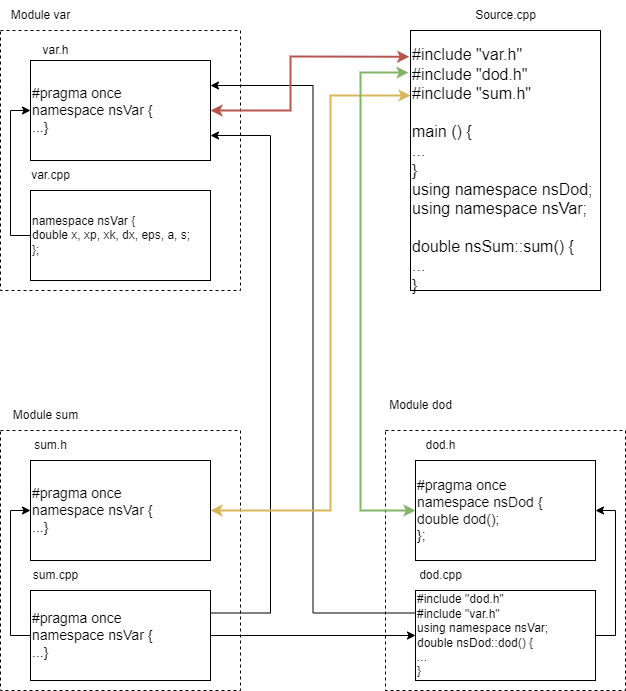 Module var
var.h
#pragma once
namespace nsVar {
...}
var.cpp
namespace nsVar {
double x, xp, xk, dx, eps, a, s;
};
Source.cpp
#include "var.h"
#include "dod.h"
#include "sum.h"
main () {
...
}
using namespace nsDod;
using namespace nsVar;
double nsSum::sum() {
...
}
Module sum
sum.h
#pragma once
namespace nsVar {
...}
sum.cpp
#pragma once
namespace nsVar {
...}
Module dod
dod.h
#pragma once
namespace nsDod {
double dod();
};
dod.cpp
#include "dod.h"
#include "var.h"
using namespace nsVar;
double nsDod::dod() {
...
}